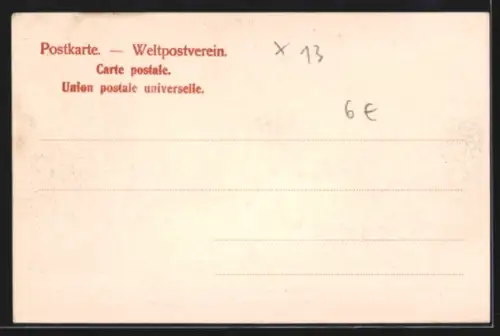 Postkarte. — Weltpostverein.
Carte postale.
Union postale universelle.
x 13
6 €